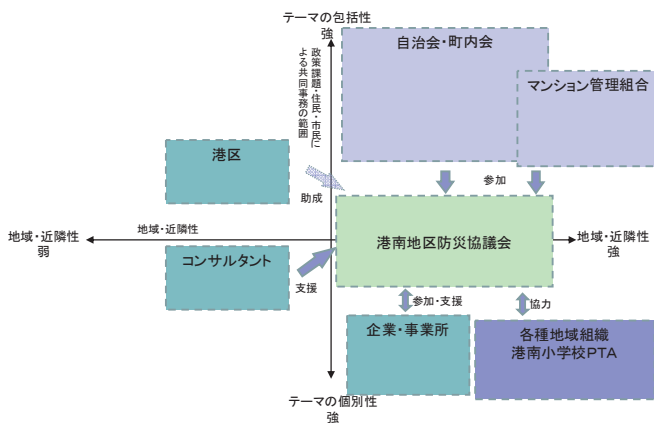 テーマの包括性
強
政策課題・住民・市民に
よる共同事務の範囲
自治会・町内会
マンション管理組合
港区
助成
参加
地域・近隣性
弱
地域・近隣性
港南地区防災協議会
地域・近隣性
強
コンサルタント
支援
参加・支援
協力
企業・事業所
各種地域組織
港南小学校PTA
テーマの個別性
強